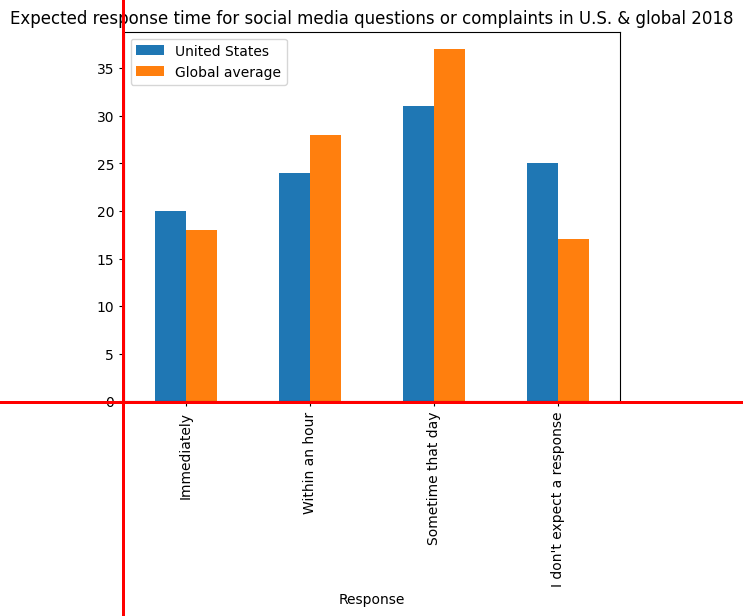 Expected response time for social media questions or complaints in U.S. & global 2018
United States
Global average
35
30
25
20
15
10
5
0
Immediately
Within an hour
Sometime that day
I don't expect a response
Response